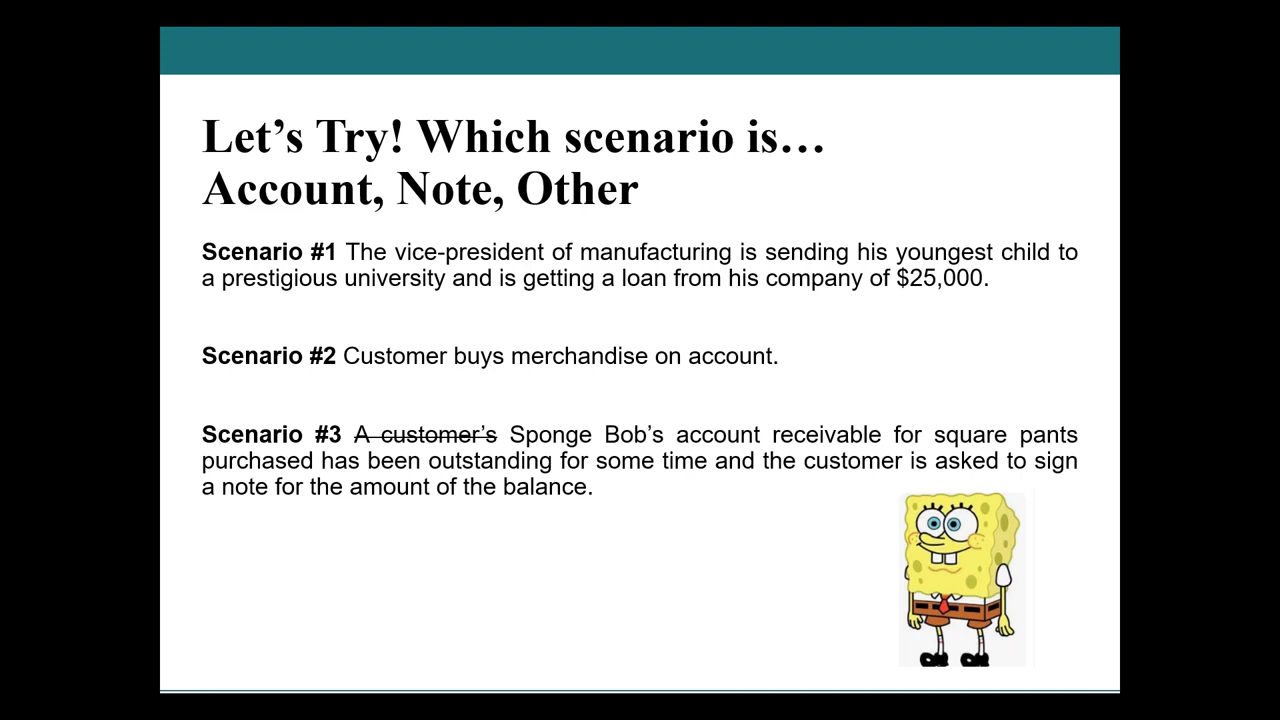 Let’s Try! Which scenario is…
Account, Note, Other
Scenario #1 The vice-president of manufacturing is sending his youngest child to
a prestigious university and is getting a loan from his company of $25,000.
Scenario #2 Customer buys merchandise on account.
Scenario #3 A customer’s Sponge Bob’s account receivable for square pants
purchased has been outstanding for some time and the customer is asked to sign
a note for the amount of the balance.